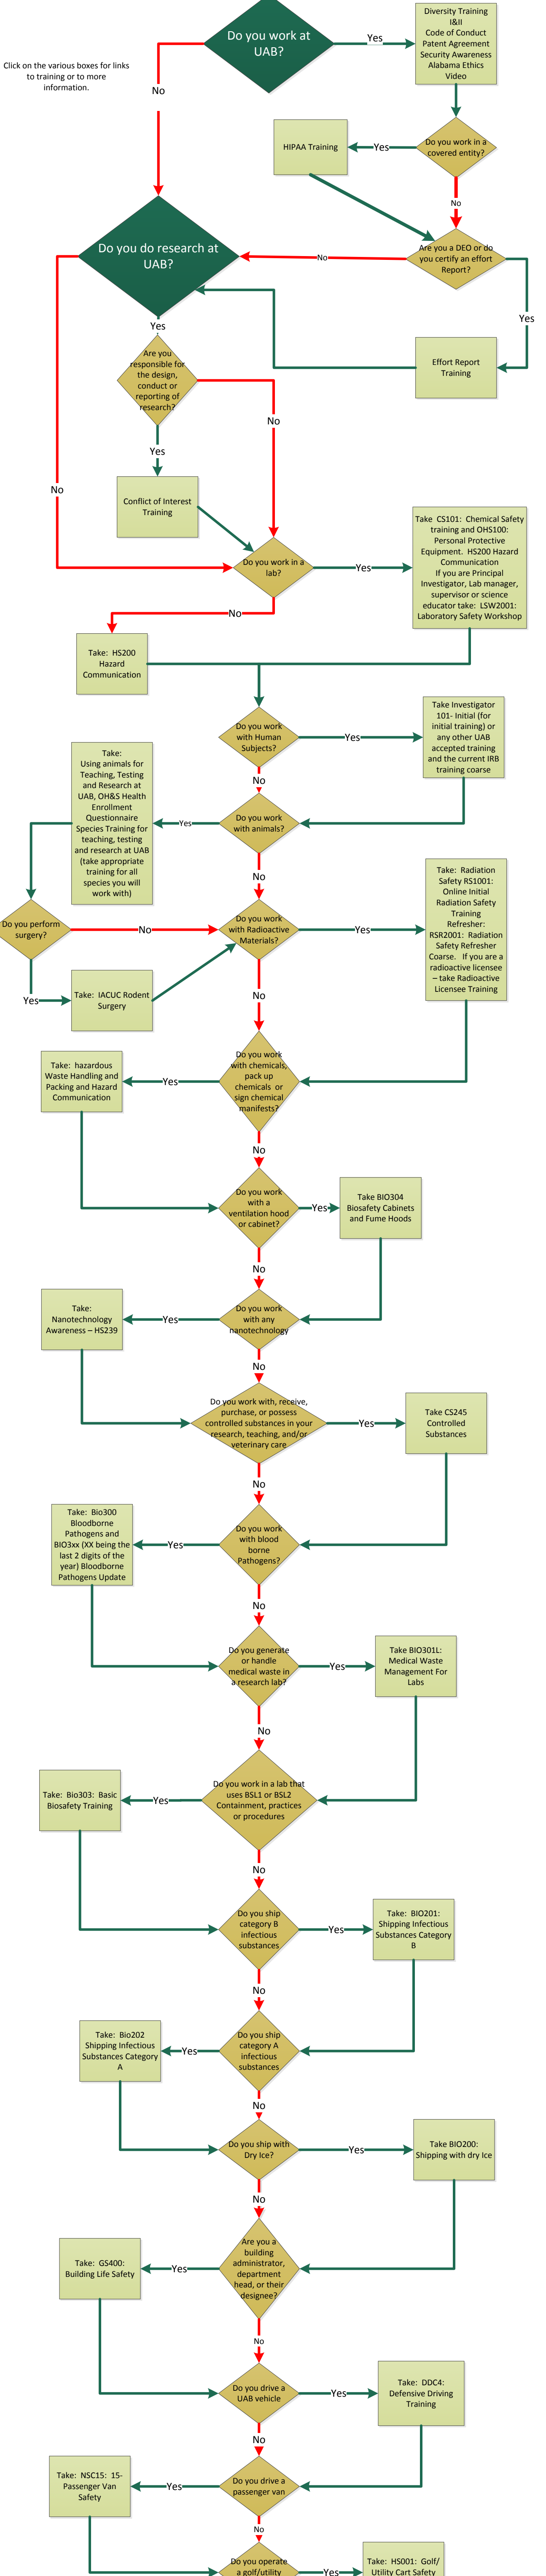 Do you work at
UAB?
Yes
Diversity Training
I&II
Code of Conduct
Patent Agreement
Security Awareness
Alabama Ethics
Video
Click on the various boxes for links
to training or to more
information.
No
HIPAA Training
Yes
Do you work in a
covered entity?
No
Do you do research at
UAB?
No
Are you a DEO or do
you certify an effort
Report?
Yes
Yes
Effort Report
Training
Are you
responsible for
the design,
conduct or
reporting of
research?
No
Yes
No
Conflict of Interest
Training
Do you work in a
lab?
Yes
Take CS101: Chemical Safety
training and OHS100:
Personal Protective
Equipment. HS200 Hazard
Communication
If you are Principal
Investigator, Lab manager,
supervisor or science
educator take: LSW2001:
Laboratory Safety Workshop
No
Take: HS200
Hazard
Communication
Do you work
with Human
Subjects?
Yes
Take Investigator
101- Initial (for
initial training) or
any other UAB
accepted training
and the current IRB
training coarse
No
Take:
Using animals for
Teaching, Testing
and Research at
UAB, OH&S Health
Enrollment
Questionnaire
Species Training for
teaching, testing
and research at UAB
(take appropriate
training for all
species you will
work with)
Yes
Do you work
with animals?
No
Do you perform
surgery?
No
Do you work
with Radioactive
Materials?
Yes
Take: Radiation
Safety RS1001:
Online Initial
Radiation Safety
Training
Refresher:
RSR2001: Radiation
Safety Refresher
Coarse. If you are a
radioactive licensee
– take Radioactive
Licensee Training
Yes
Take: IACUC Rodent
Surgery
No
Take: hazardous
Waste Handling and
Packing and Hazard
Communication
Yes
Do you work
with chemicals,
pack up
chemicals or
sign chemical
manifests?
No
Do you work
with a
ventilation hood
or cabinet?
Yes
Take BIO304
Biosafety Cabinets
and Fume Hoods
No
Take:
Nanotechnology
Awareness – HS239
Yes
Do you work
with any
nanotechnology
No
Do you work with, receive,
purchase, or possess
controlled substances in your
research, teaching, and/or
veterinary care
Yes
Take CS245
Controlled
Substances
No
Take: Bio300
Bloodborne
Pathogens and
BIO3xx (XX being the
last 2 digits of the
year) Bloodborne
Pathogens Update
Yes
Do you work
with blood
borne
Pathogens?
No
Do you generate
or handle
medical waste in
a research lab?
Yes
Take BIO301L:
Medical Waste
Management For
Labs
No
Take: Bio303: Basic
Biosafety Training
Yes
Do you work in a lab that
uses BSL1 or BSL2
Containment, practices
or procedures
No
Do you ship
category B
infectious
substances
Yes
Take: BIO201:
Shipping Infectious
Substances Category
B
No
Take: Bio202
Shipping Infectious
Substances Category
A
Yes
Do you ship
category A
infectious
substances
No
Do you ship with
Dry Ice?
Yes
Take BIO200:
Shipping with dry Ice
No
Take: GS400:
Building Life Safety
Yes
Are you a
building
administrator,
department
head, or their
designee?
No
Do you drive a
UAB vehicle
Yes
Take: DDC4:
Defensive Driving
Training
No
Take: NSC15: 15-
Passenger Van
Safety
Yes
Do you drive a
passenger van
No
Do you operate
a golf/utility
Yes
Take: HS001: Golf/
Utility Cart Safety